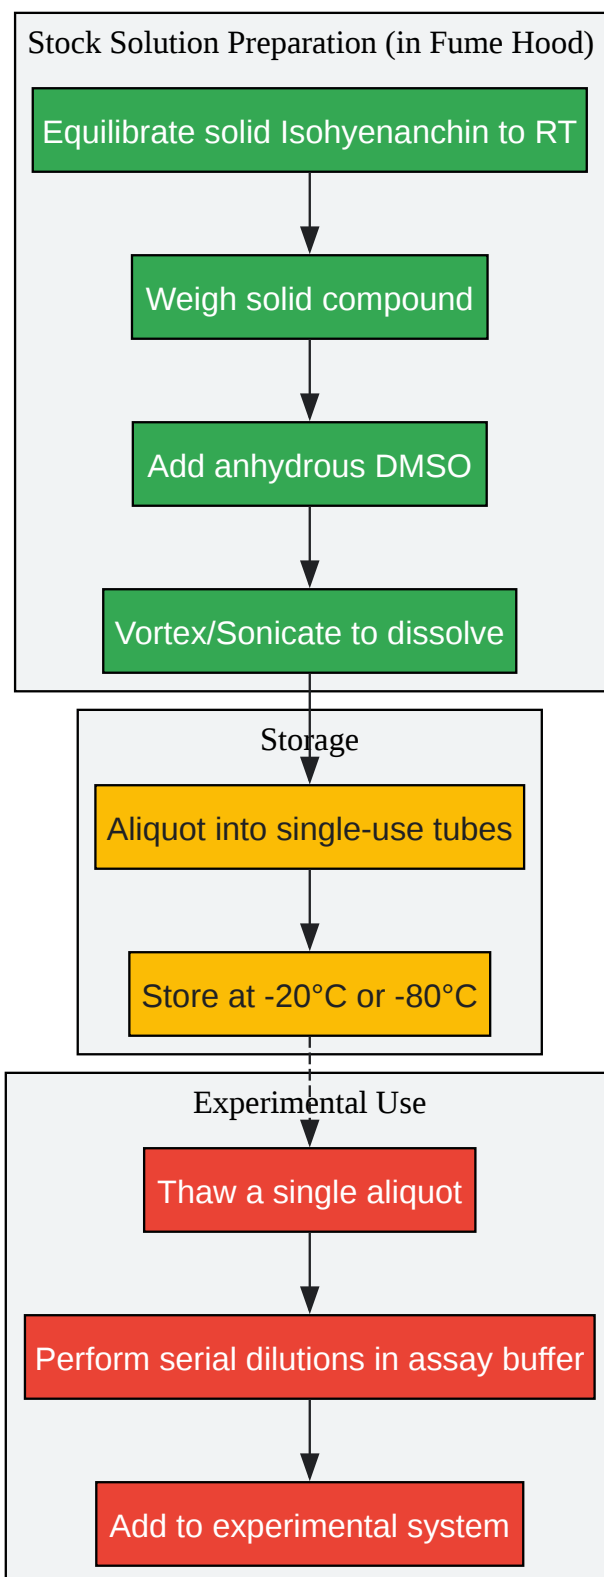 Stock Solution Preparation (in Fume Hood)
Equilibrate solid Isohyenanchin to RT
Weigh solid compound
Add anhydrous DMSO
Vortex/Sonicate to dissolve
Storage
Aliquot into single-use tubes
Store at -20°C or -80°C
Experimental Use
Thaw a single aliquot
Perform serial dilutions in assay buffer
Add to experimental system